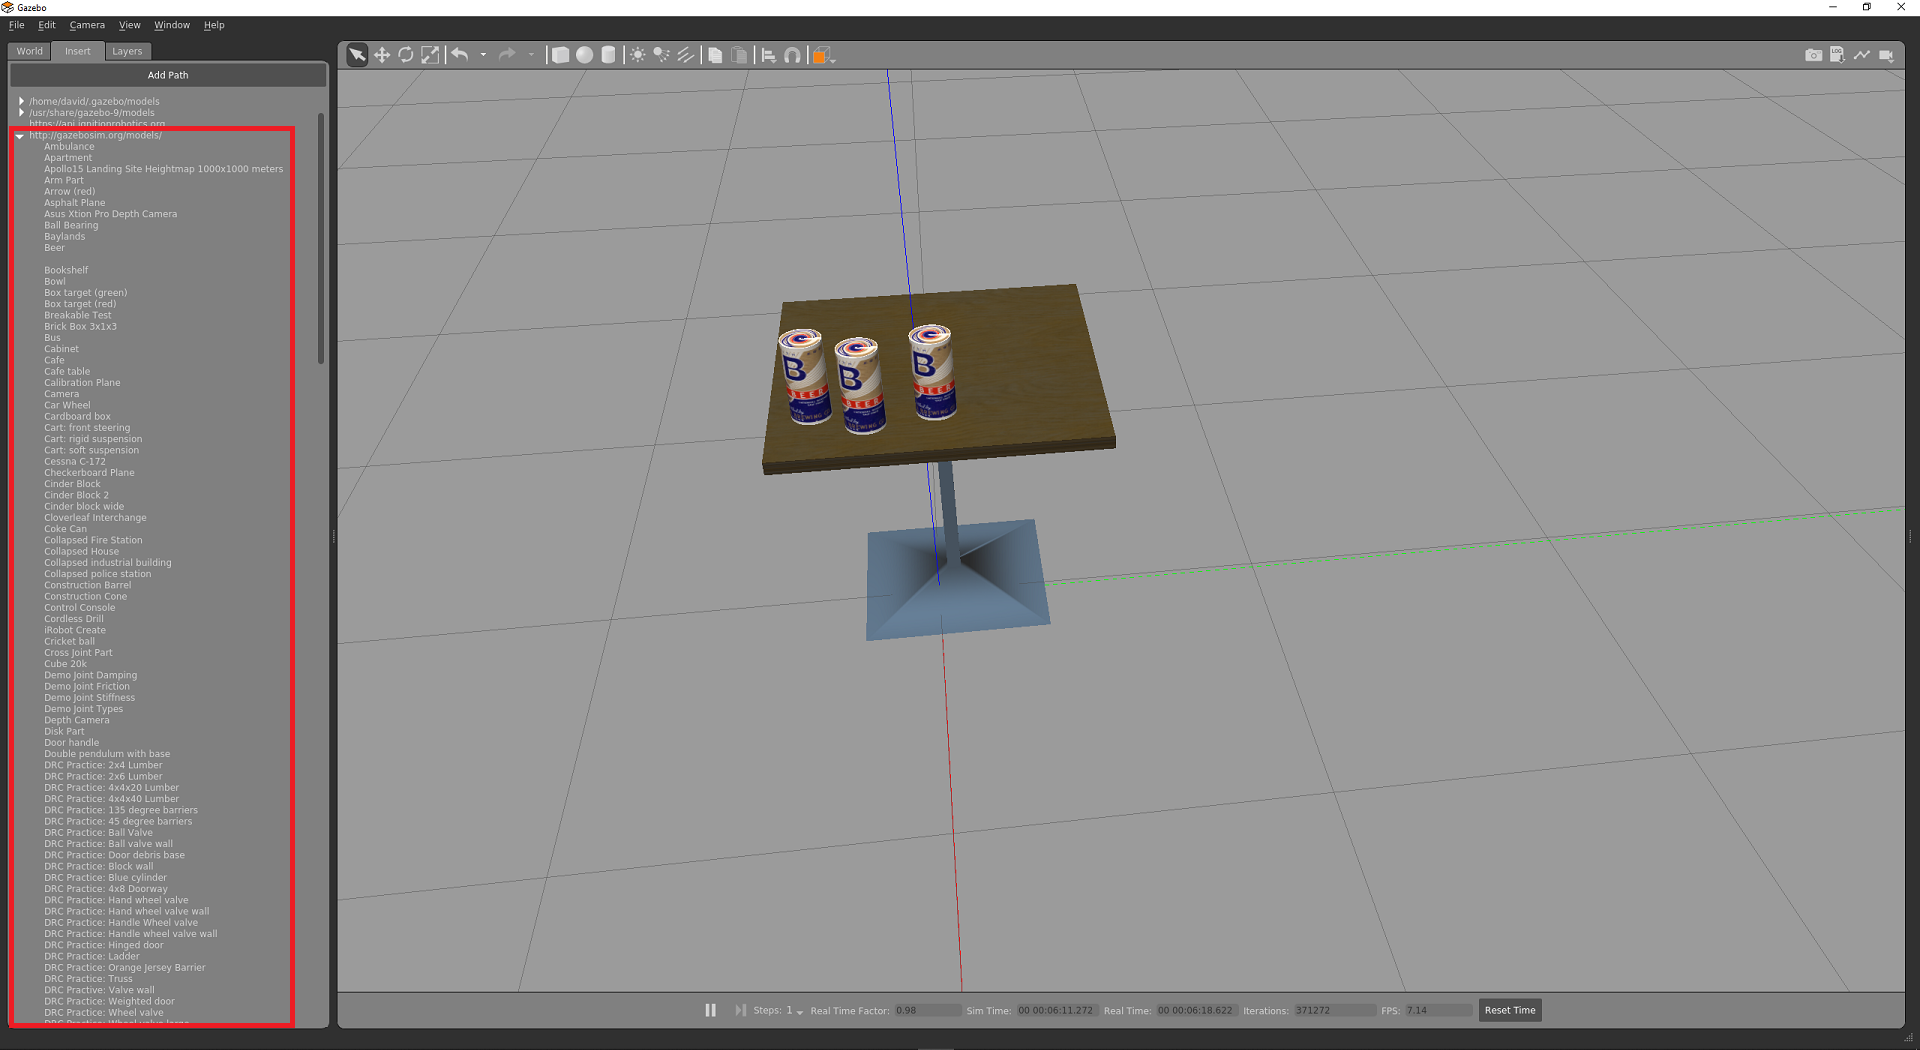 Gazebo
File Edit Camera View Window Help
World Insert Layers
Add Path
/home/david/.gazebo/models
/usr/share/gazebo-9/models
https://api.ignitionrobotics.org
http://gazebosim.org/models/
Ambulance
Apartment
Apollo15 Landing Site Heightmap 1000x1000 meters
Arm Part
Arrow (red)
Asphalt Plane
Asus Xtion Pro Depth Camera
Ball Bearing
Baylands
Beer
Bookshelf
Bowl
Box target (green)
Box target (red)
Breakable Test
Brick Box 3x1x3
Bus
Cabinet
Cafe
Cafe table
Calibration Plane
Camera
Car Wheel
Cardboard box
Cart: front steering
Cart: rigid suspension
Cart: soft suspension
Cessna C-172
Checkerboard Plane
Cinder Block
Cinder Block 2
Cinder block wide
Cloverleaf Interchange
Coke Can
Collapsed Fire Station
Collapsed House
Collapsed industrial building
Collapsed police station
Construction Barrel
Construction Cone
Control Console
Cordless Drill
iRobot Create
Cricket ball
Cross Joint Part
Cube 20k
Demo Joint Damping
Demo Joint Friction
Demo Joint Stiffness
Demo Joint Types
Depth Camera
Disk Part
Door handle
Double pendulum with base
DRC Practice: 2x4 Lumber
DRC Practice: 2x6 Lumber
DRC Practice: 4x4x20 Lumber
DRC Practice: 4x4x40 Lumber
DRC Practice: 135 degree barriers
DRC Practice: 45 degree barriers
DRC Practice: Ball Valve
DRC Practice: Ball valve wall
DRC Practice: Door debris base
DRC Practice: Block wall
DRC Practice: Blue cylinder
DRC Practice: 4x8 Doorway
DRC Practice: Hand wheel valve
DRC Practice: Hand wheel valve wall
DRC Practice: Handle Wheel valve
DRC Practice: Handle wheel valve wall
DRC Practice: Hinged door
DRC Practice: Ladder
DRC Practice: Orange Jersey Barrier
DRC Practice: Truss
DRC Practive: Valve wall
DRC Practice: Weighted door
DRC Practice: Wheel valve
DRC Practice: Wheel valve large
LOG
B
BEER
B
BEER
B
BEER
Steps: 1 Real Time Factor: 0.98 Sim Time: 00 00:06:11.272 Real Time: 00 00:06:18.622 Iterations: 371272 FPS: 7.14 Reset Time